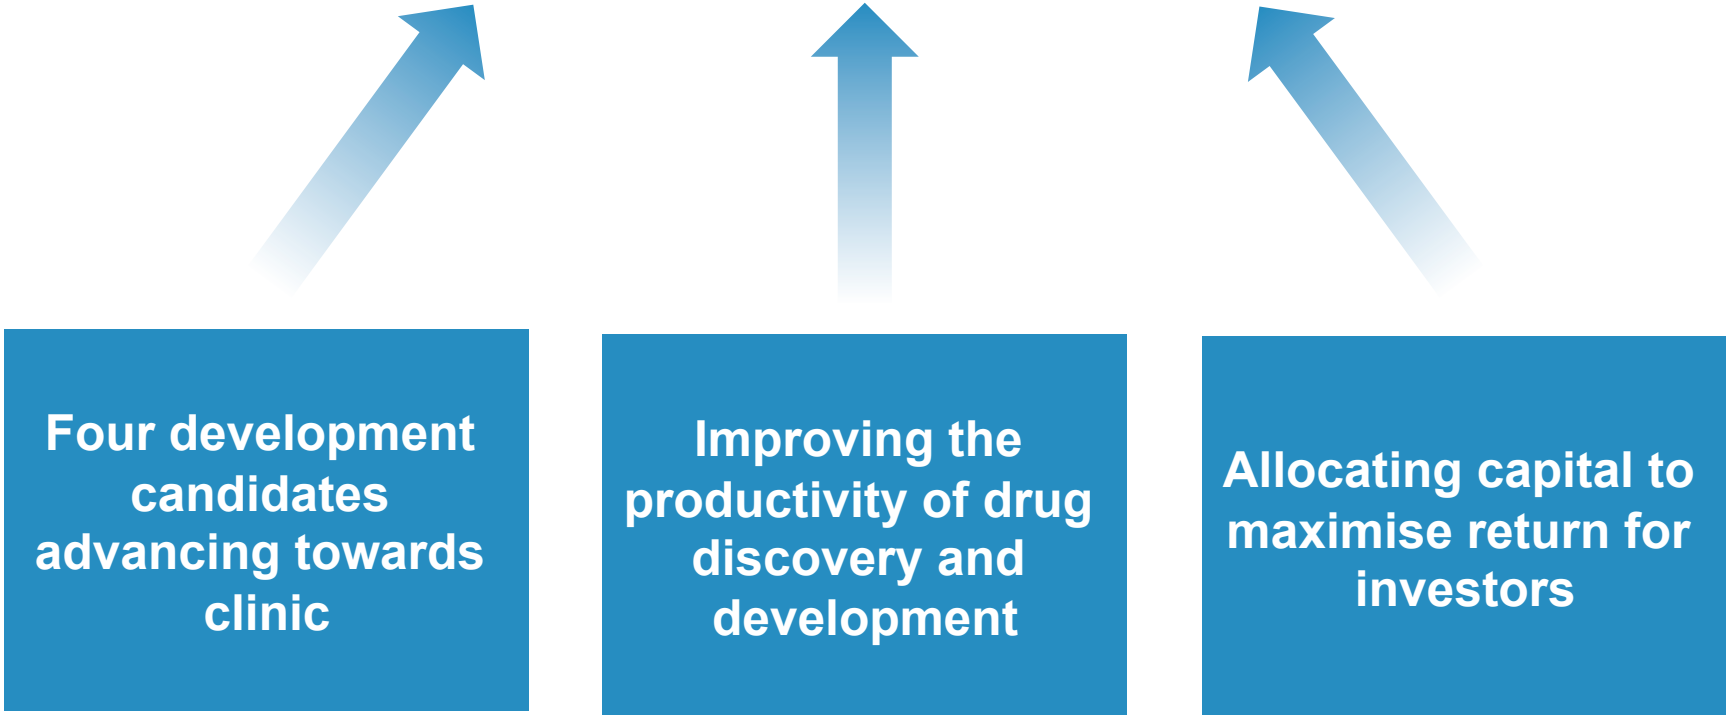 Four development
candidates
advancing towards
clinic
Improving the
productivity of drug
discovery and
development
Allocating capital to
maximise return for
investors